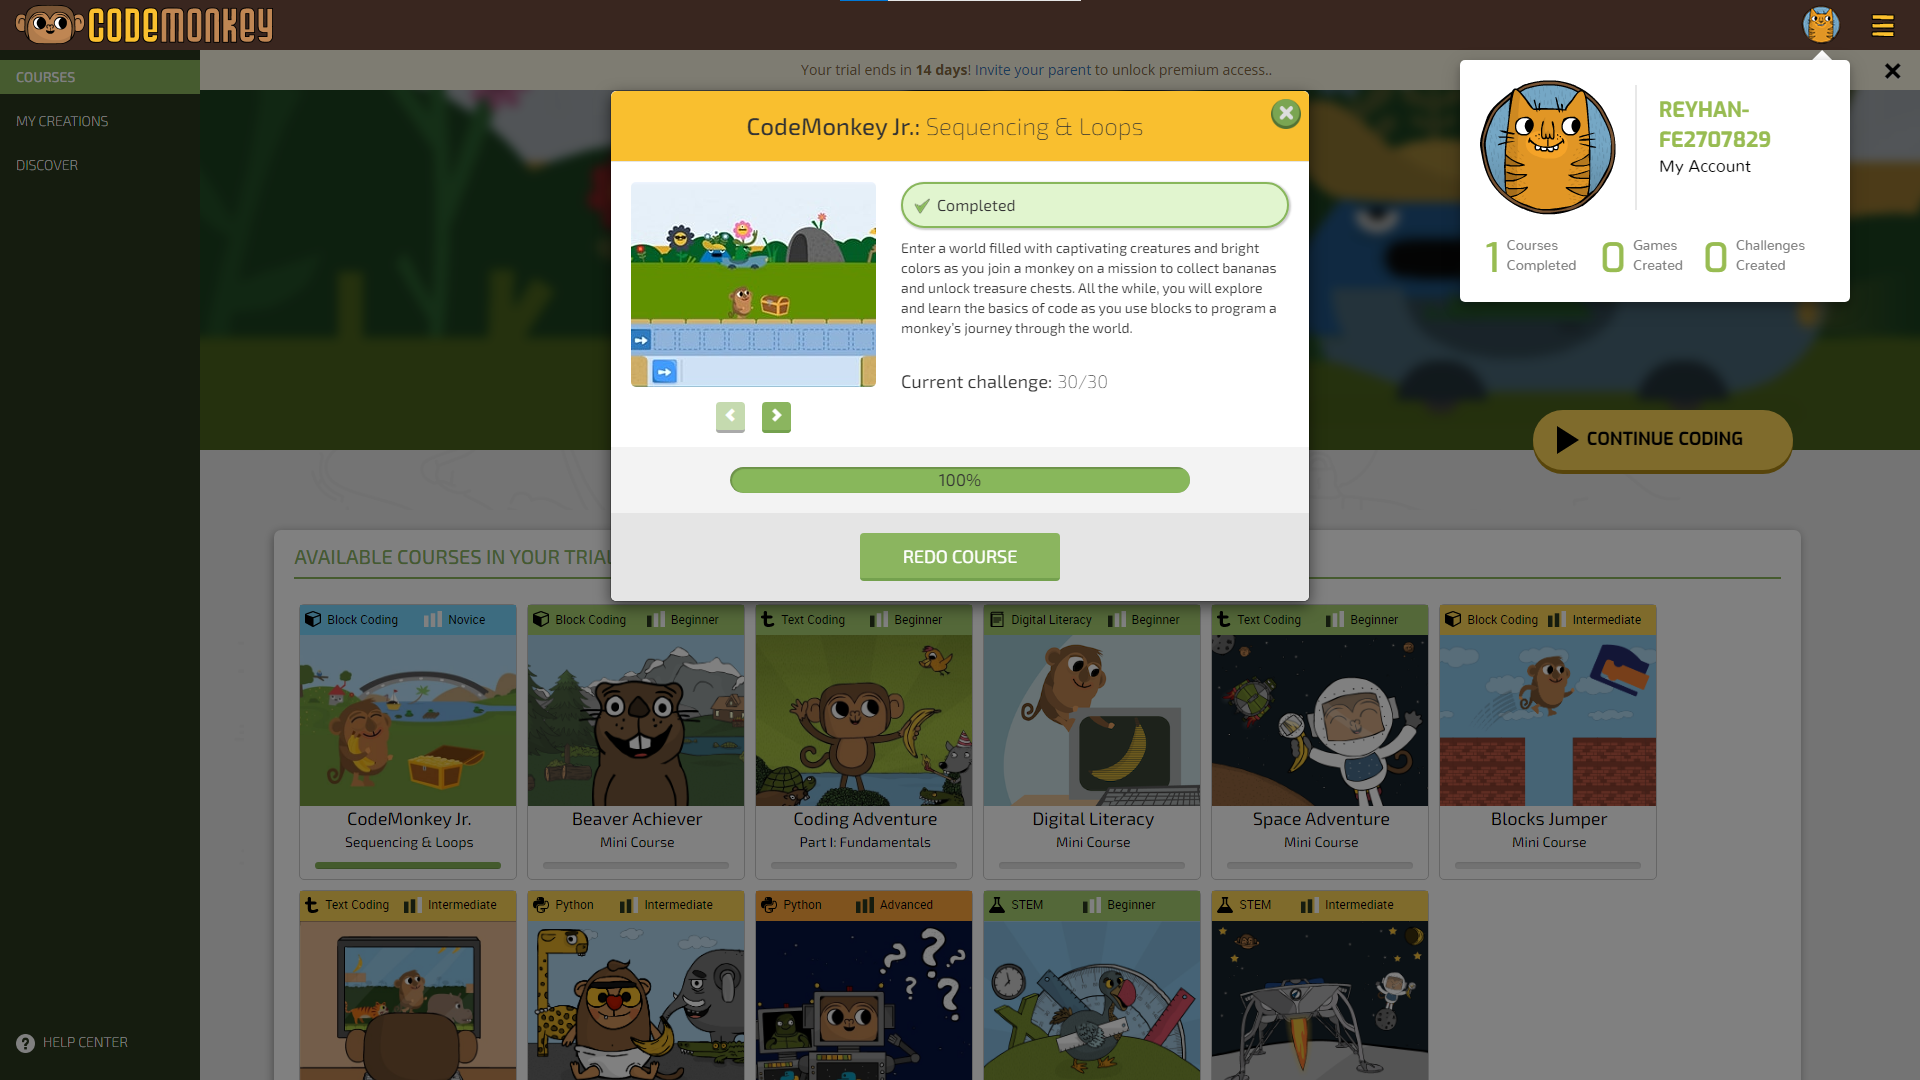 CODEMONKEY
COURSES
MY CREATIONS
DISCOVER
HELP CENTER
Your trial ends in 14 days! Invite your parent to unlock premium access..
REYHAN-
FE2707829
My Account
1 Courses Completed
0 Games Created
0 Challenges Created
CodeMonkey Jr.: Sequencing & Loops
Completed
Enter a world filled with captivating creatures and bright
colors as you join a monkey on a mission to collect bananas
and unlock treasure chests. All the while, you will explore
and learn the basics of code as you use blocks to program a
monkey's journey through the world.
Current challenge: 30/30
100%
REDO COURSE
CONTINUE CODING
AVAILABLE COURSES IN YOUR TRIAL
Block Coding Novice
CodeMonkey Jr.
Sequencing & Loops
Block Coding Beginner
Beaver Achiever
Mini Course
Text Coding Beginner
Coding Adventure
Part I: Fundamentals
Digital Literacy Beginner
Digital Literacy
Mini Course
Text Coding Beginner
Space Adventure
Mini Course
Block Coding Intermediate
Blocks Jumper
Mini Course
Text Coding Intermediate
Python Intermediate
Python Advanced
STEM Beginner
STEM Intermediate